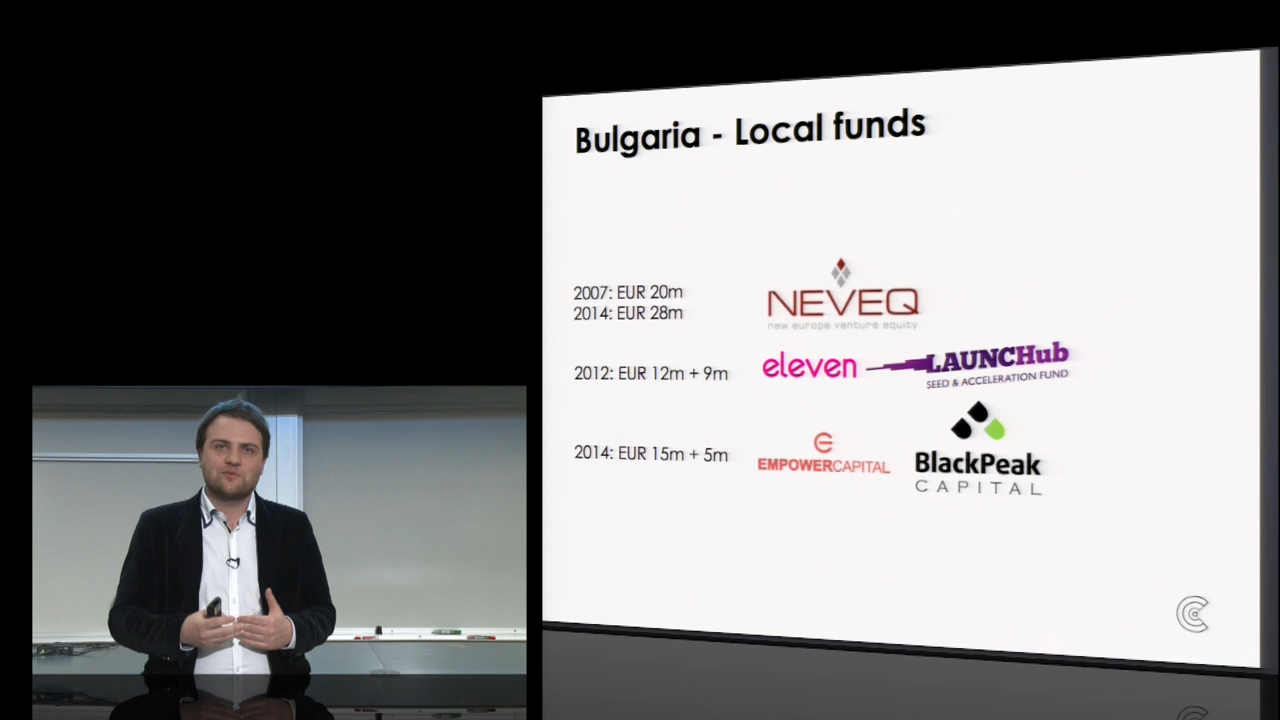 Bulgaria - Local funds
2007: EUR 20m
2014: EUR 28m
NEVEQ
new europe venture equity
2012: EUR 12m + 9m
eleven
LAUNCHub
SEED & ACCELERATION FUND
2014: EUR 15m + 5m
EMPOWERCAPITAL
BlackPeak
CAPITAL